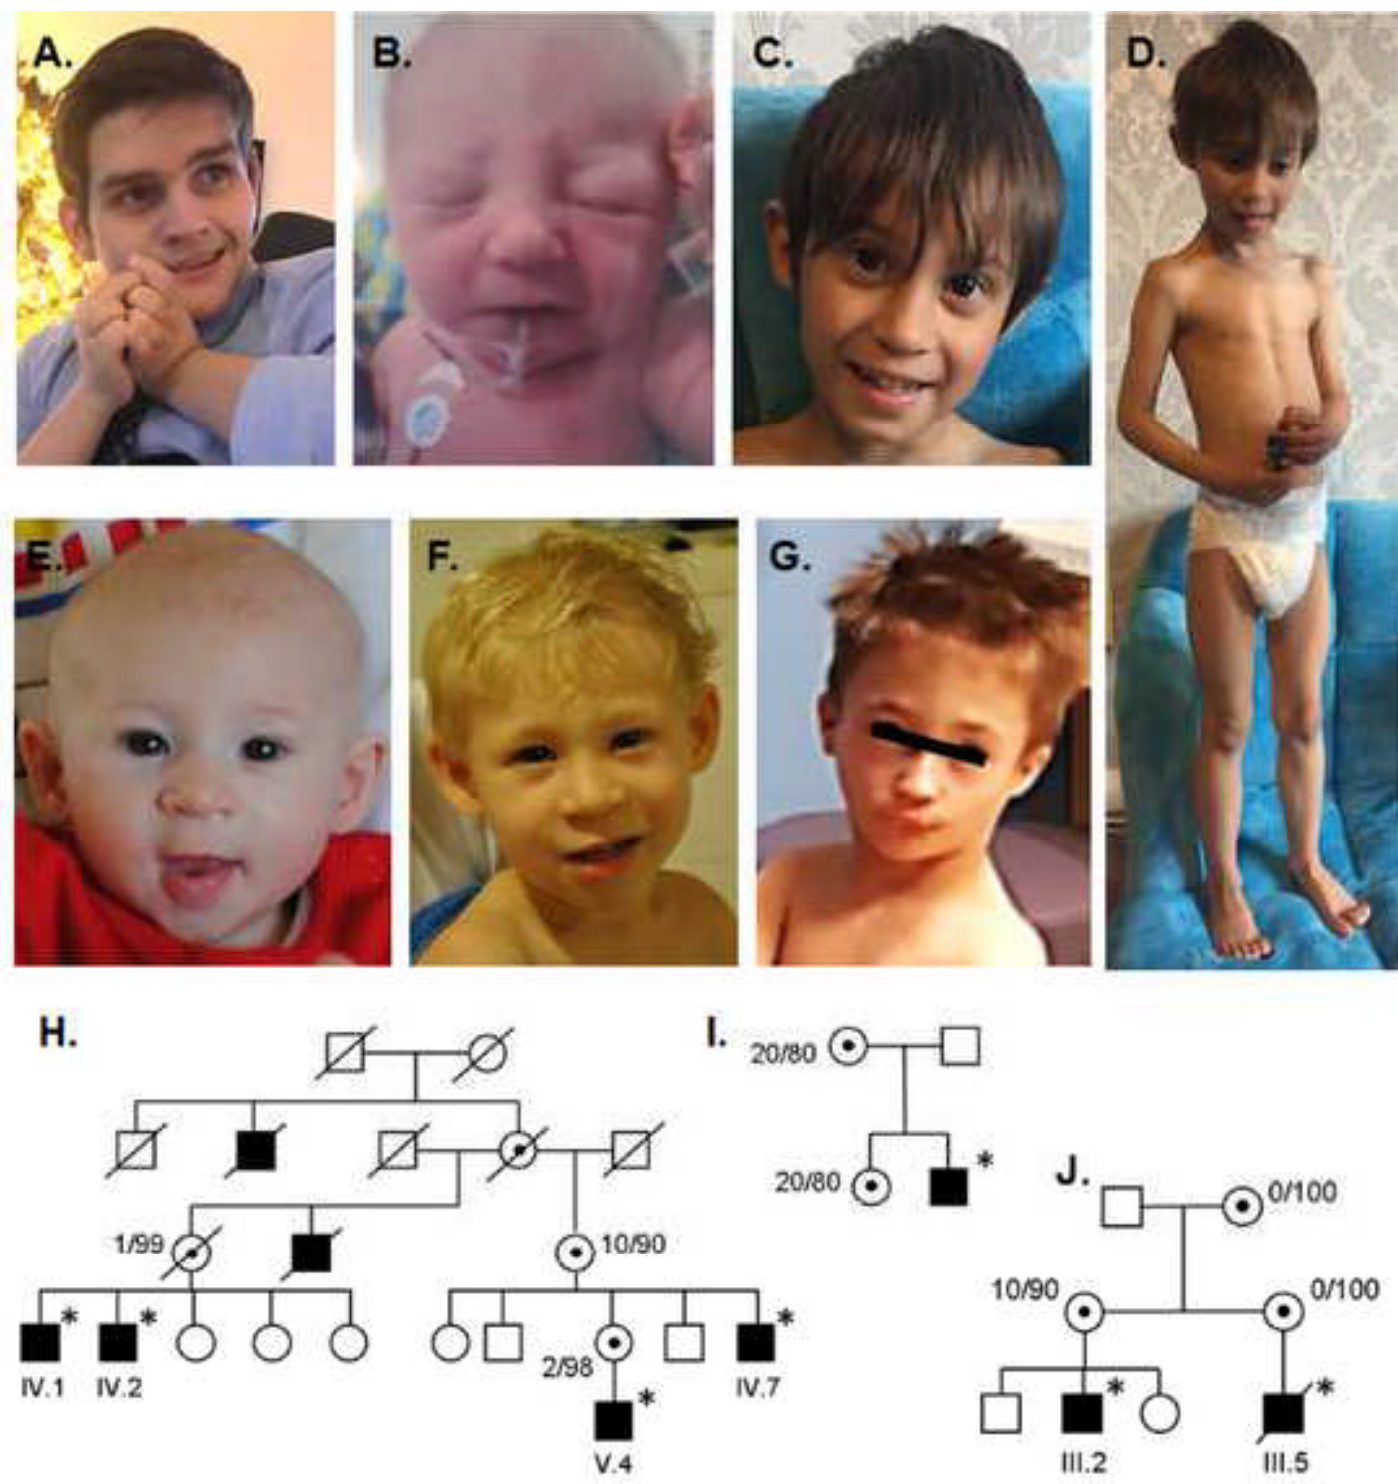 A.
B.
C.
D.
E.
F.
G.
H.
I.
20/80
20/80
*
J.
0/100
1/99
10/90
10/90
0/100
*
*
*
2/98
IV.1
IV.2
IV.7
*
V.4
*
*
III.2
III.5